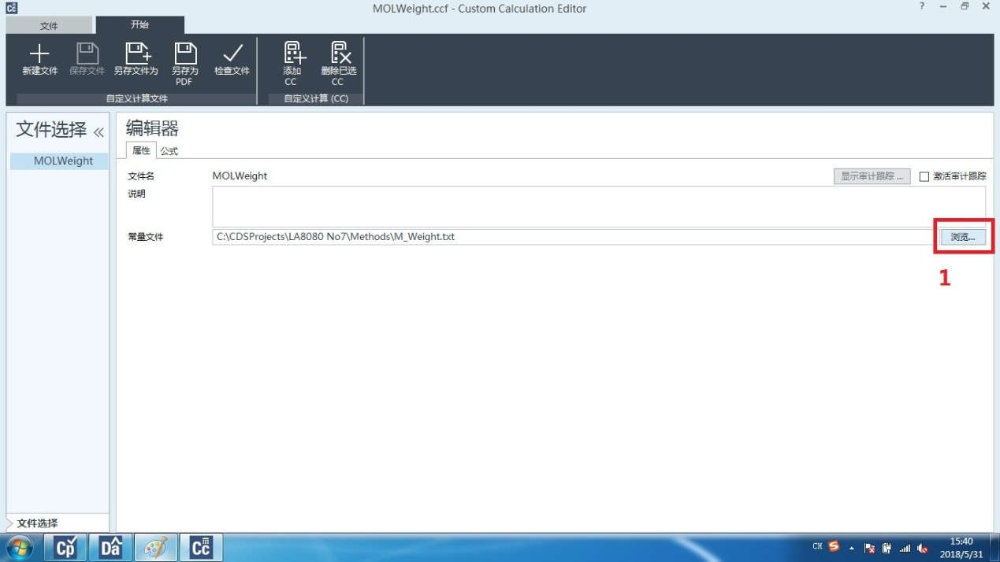 MOLWeight.ccf - Custom Calculation Editor
文件
开始
新建文件
保存文件
另存文件为
另存为
PDF
检查文件
添加
CC
删除已选
CC
自定义计算文件
自定义计算 (CC)
文件选择
MOLWeight
编辑器
属性
公式
文件名
MOLWeight
显示审计跟踪 ...
激活审计跟踪
说明
常量文件
C:\CDSProjects\LA8080 No7\Methods\M_Weight.txt
浏览...
1
文件选择
Cp
Da
Cc
CH
15:40
2018/5/31